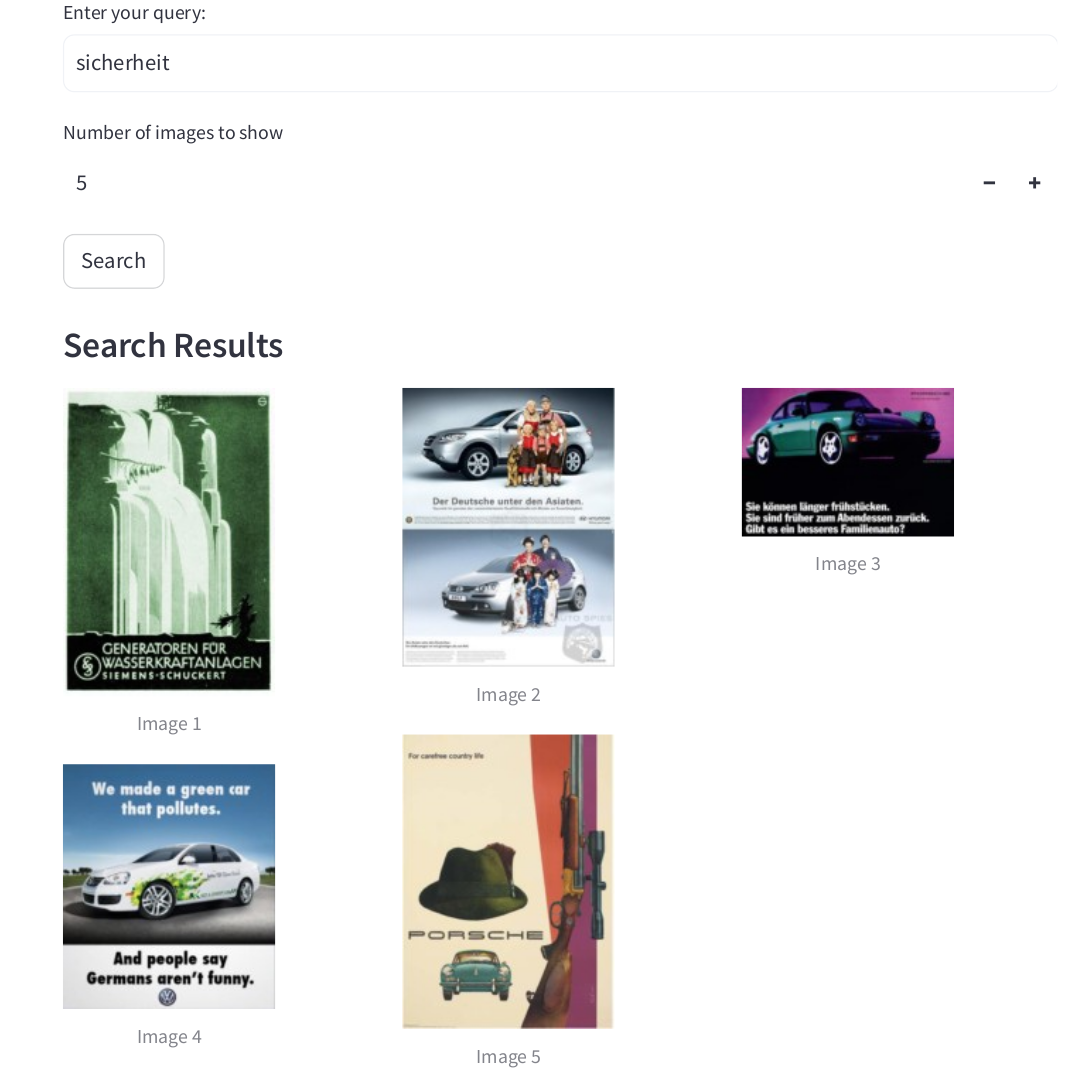 Enter your query:
sicherheit
Number of images to show
5
Search
Search Results
GENERATOREN FÜR
WASSERKRAFTANLAGEN
SIEMENS-SCHUCKERT
Image 1
Der Deutsche unter den Asiaten.
HYUNDAI
AUTO SPIES
Image 2
Sie können länger frühstücken.
Sie sind früher zum Abendessen zurück.
Gibt es ein besseres Familienauto?
Image 3
We made a green car
that pollutes.
And people say
Germans aren't funny.
Image 4
For carefree country life
PORSCHE
Image 5